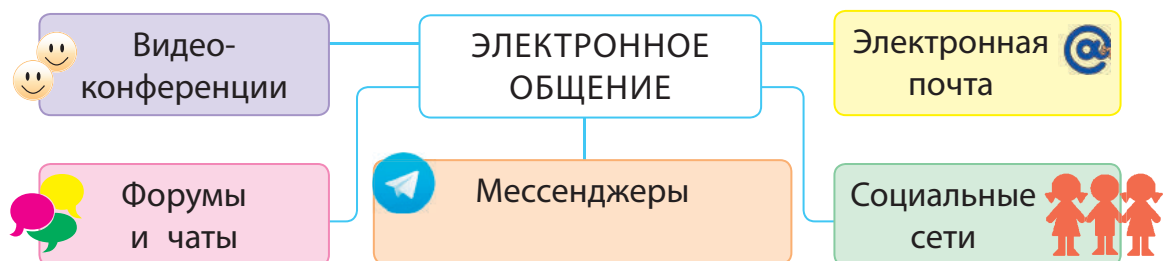 Видео-
конференции
ЭЛЕКТРОННОЕ
ОБЩЕНИЕ
Электронная
почта
@
Форумы
и чаты
Мессенджеры
Социальные
сети